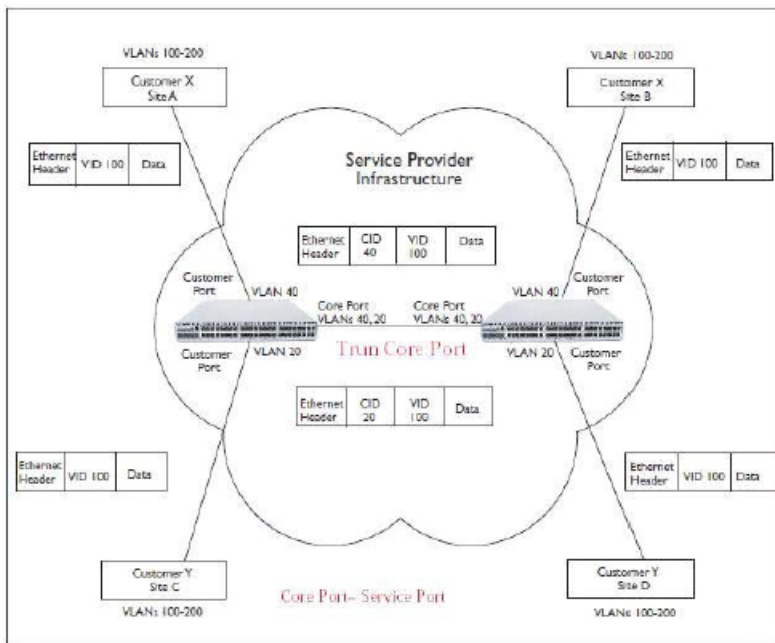 VLANs 100-200
VLANs 100-200
Customer X
Site A
Customer X
Site B
Ethernet
Header
VID 100
Data
Service Provider
Infrastructure
Ethernet
Header
VID 100
Data
Ethernet
Header
CID
40
VID
100
Data
Customer
Port
VLAN 40
Core Port
VLANs 40, 20
Core Port
VLANs 40, 20
VLAN 40
Customer
Port
Customer
Port
VLAN 20
Trun Core Port
VLAN 20
Customer
Port
Ethernet
Header
CID
20
VID
100
Data
Ethernet
Header
VID 100
Data
Ethernet
Header
VID 100
Data
Customer Y
Site C
VLANs 100-200
Core Port- Service Port
Customer Y
Site D
VLANs 100-200